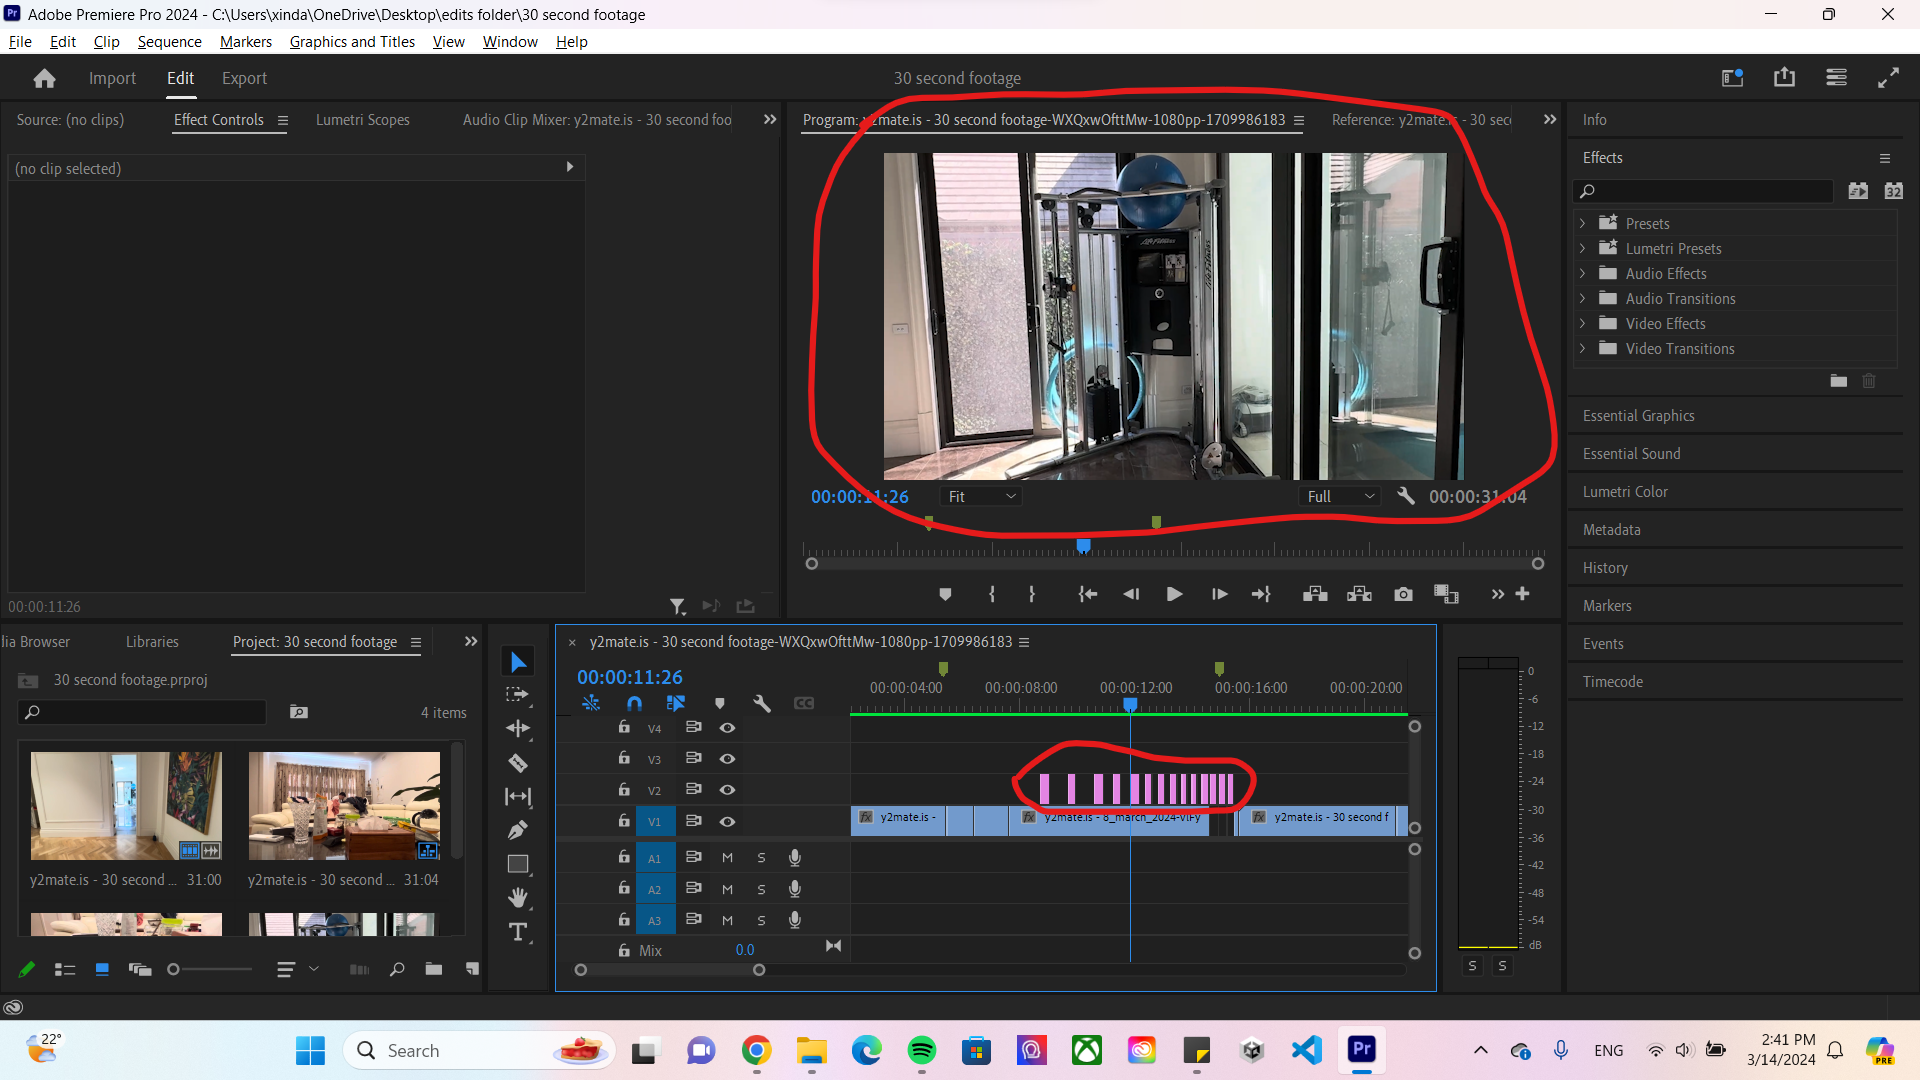 Adobe Premiere Pro 2024 - C:\Users\xinda\OneDrive\Desktop\edits folder\30 second footage
File Edit Clip Sequence Markers Graphics and Titles View Window Help
Import Edit Export
30 second footage
Source: (no clips) Effect Controls Lumetri Scopes Audio Clip Mixer: y2mate.is - 30 second foo
(no clip selected)
00:00:11:26
Program: y2mate.is - 30 second footage-WXQxwOfttMw-1080pp-1709986183 Reference: y2mate.is - 30 sec
Life Fitness
00:00:11:26 Fit Full 00:00:31:04
Info
Effects
32
Presets
Lumetri Presets
Audio Effects
Audio Transitions
Video Effects
Video Transitions
Essential Graphics
Essential Sound
Lumetri Color
Metadata
History
Markers
Events
Timecode
lia Browser Libraries Project: 30 second footage
30 second footage.prproj
4 items
y2mate.is - 30 second ... 31:00
y2mate.is - 30 second ... 31:04
y2mate.is - 30 second footage-WXQxwOfttMw-1080pp-1709986183
00:00:11:26
00:00:04:00 00:00:08:00 00:00:12:00 00:00:16:00 00:00:20:00
CC
V4
V3
V2
V1 fx y2mate.is - fx y2mate.is - 8_march_2024-VIFy fx y2mate.is - 30 second f
A1 M S
A2 M S
A3 M S
Mix 0.0
0
-6
-12
-18
-24
-30
-36
-42
-48
-54
dB
S S
22°
Search
Pr
ENG
2:41 PM
3/14/2024
PRE